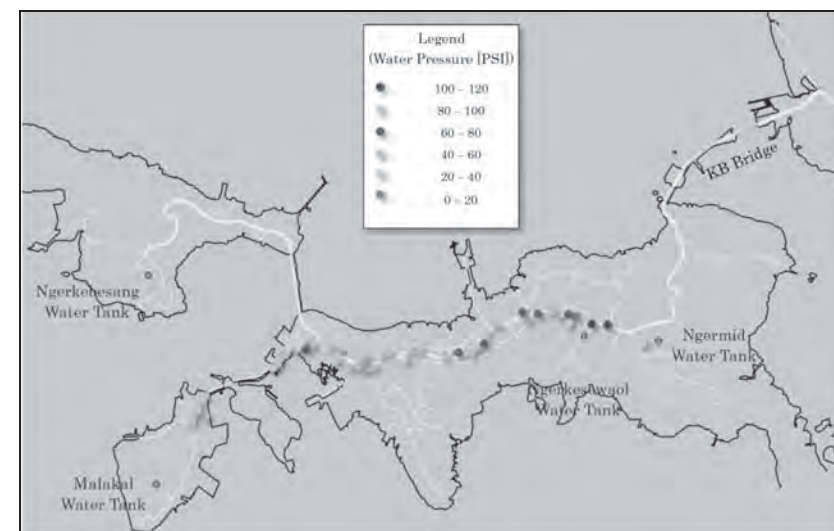 Legend
(Water Pressure [PSI])
100 – 120
80 – 100
60 – 80
40 – 60
20 – 40
0 – 20
KB Bridge
Ngerkebesang
Water Tank
Ngermid
Water Tank
Ngerkesawaol
Water Tank
Malakal
Water Tank